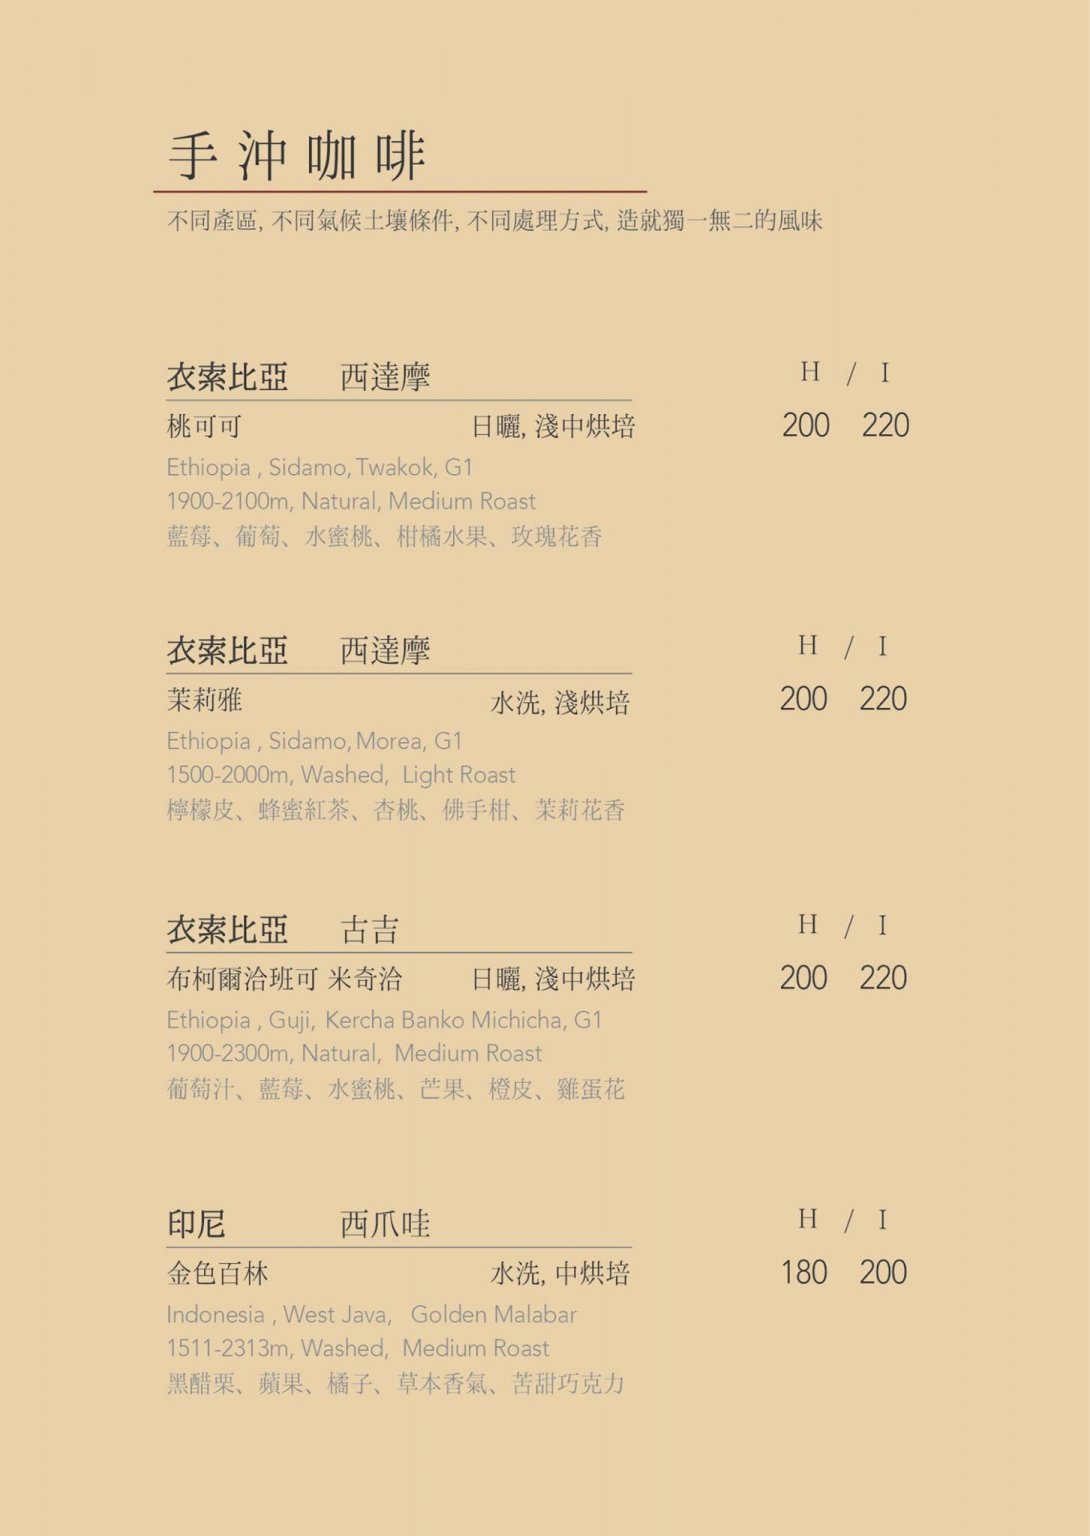 手沖咖啡
不同產區, 不同氣候土壤條件, 不同處理方式, 造就獨一無二的風味
衣索比亞 西達摩 H / I
桃可可 日曬, 淺中烘培 200 220
Ethiopia , Sidamo, Twakok, G1
1900-2100m, Natural, Medium Roast
藍莓、葡萄、水蜜桃、柑橘水果、玫瑰花香
衣索比亞 西達摩 H / I
茉莉雅 水洗, 淺烘培 200 220
Ethiopia , Sidamo, Morea, G1
1500-2000m, Washed, Light Roast
檸檬皮、蜂蜜紅茶、杏桃、佛手柑、茉莉花香
衣索比亞 古吉 H / I
布柯爾洽班可 米奇洽 日曬, 淺中烘培 200 220
Ethiopia , Guji, Kercha Banko Michicha, G1
1900-2300m, Natural, Medium Roast
葡萄汁、藍莓、水蜜桃、芒果、橙皮、雞蛋花
印尼 西爪哇 H / I
金色百林 水洗, 中烘培 180 200
Indonesia , West Java, Golden Malabar
1511-2313m, Washed, Medium Roast
黑醋栗、蘋果、橘子、草本香氣、苦甜巧克力